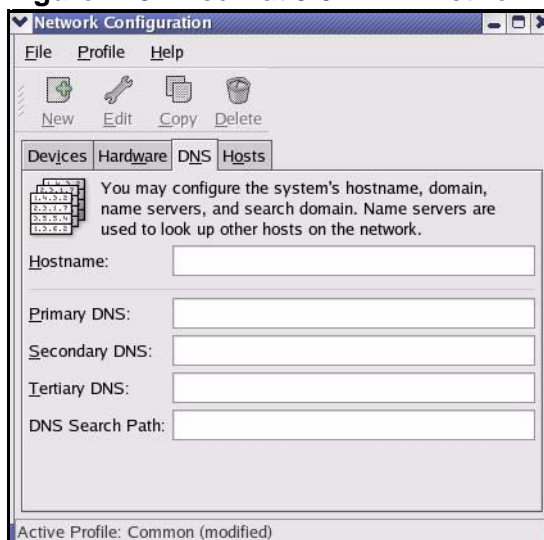 Network Configuration
File Profile Help
New Edit Copy Delete
Devices Hardware DNS Hosts
You may configure the system's hostname, domain,
name servers, and search domain. Name servers are
used to look up other hosts on the network.
Hostname:
Primary DNS:
Secondary DNS:
Tertiary DNS:
DNS Search Path:
Active Profile: Common (modified)